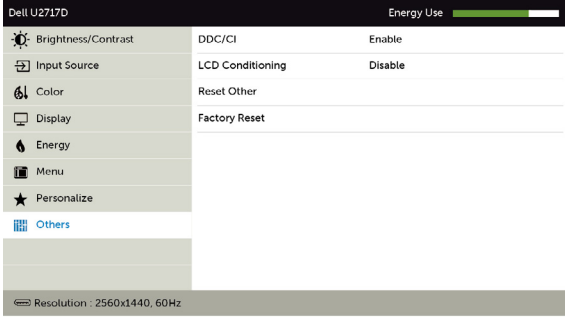 Dell U2717D Energy Use
Brightness/Contrast DDC/CI Enable
Input Source LCD Conditioning Disable
Color Reset Other
Display Factory Reset
Energy
Menu
Personalize
Others
Resolution : 2560x1440, 60Hz